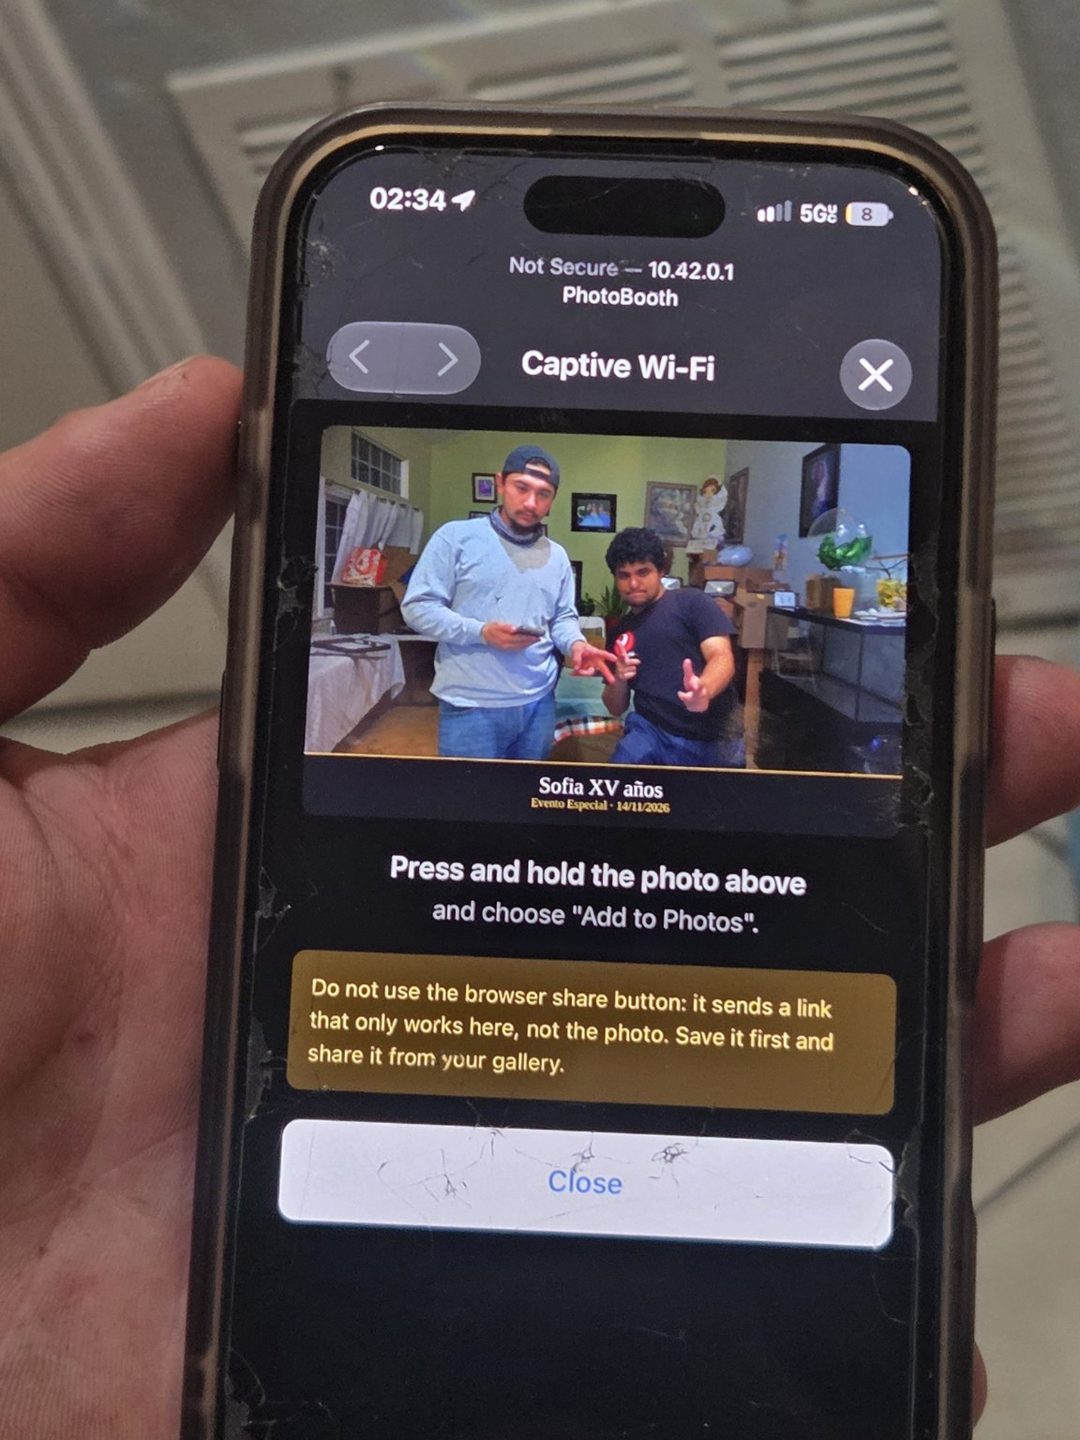 02:34
5G
8
Not Secure — 10.42.0.1
PhotoBooth
Captive Wi-Fi
Sofia XV años
Evento Especial · 14/11/2026
Press and hold the photo above
and choose "Add to Photos".
Do not use the browser share button: it sends a link
that only works here, not the photo. Save it first and
share it from your gallery.
Close